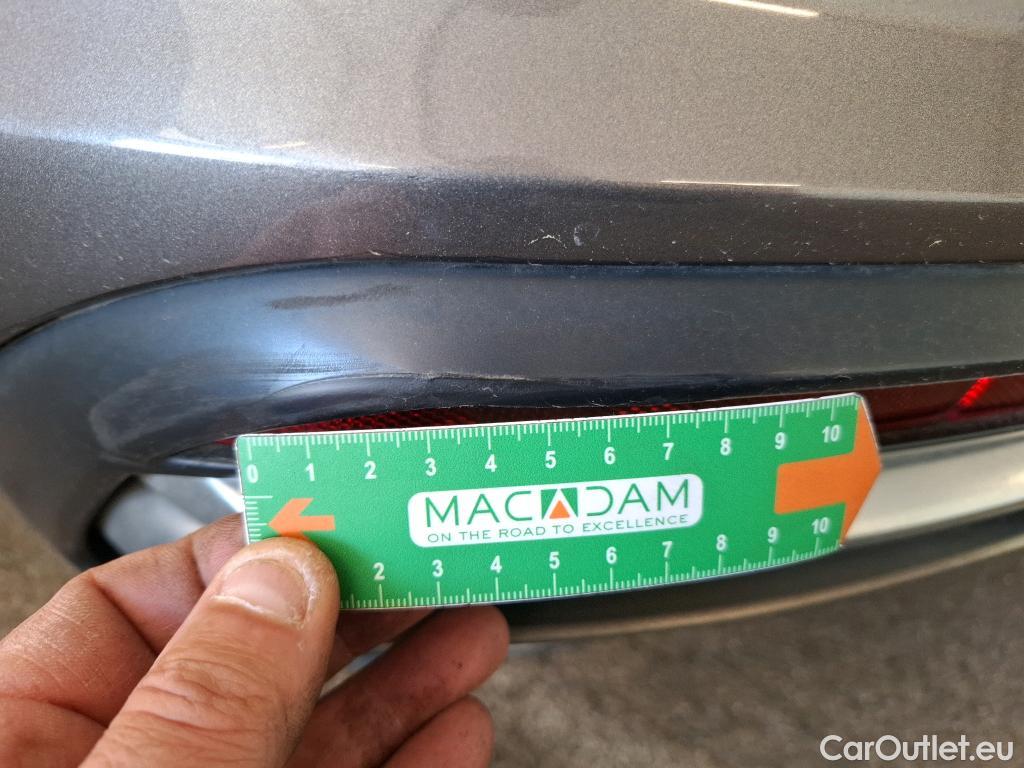 0 1 2 3 4 5 6 7 8 9 10
MACADAM
ON THE ROAD TO EXCELLENCE
2 3 4 5 6 7 8 9 10
CarOutlet.eu